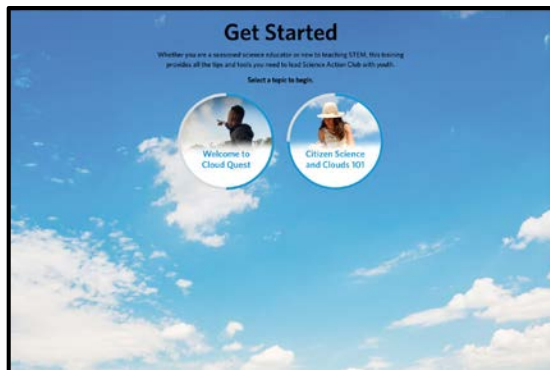 Get Started
Whether you are a seasoned science educator or new to teaching STEM, this training
provides all the tips and tools you need to lead Science Action Club with youth.
Select a topic to begin.
Welcome to
Cloud Quest
Citizen Science
and Clouds 101